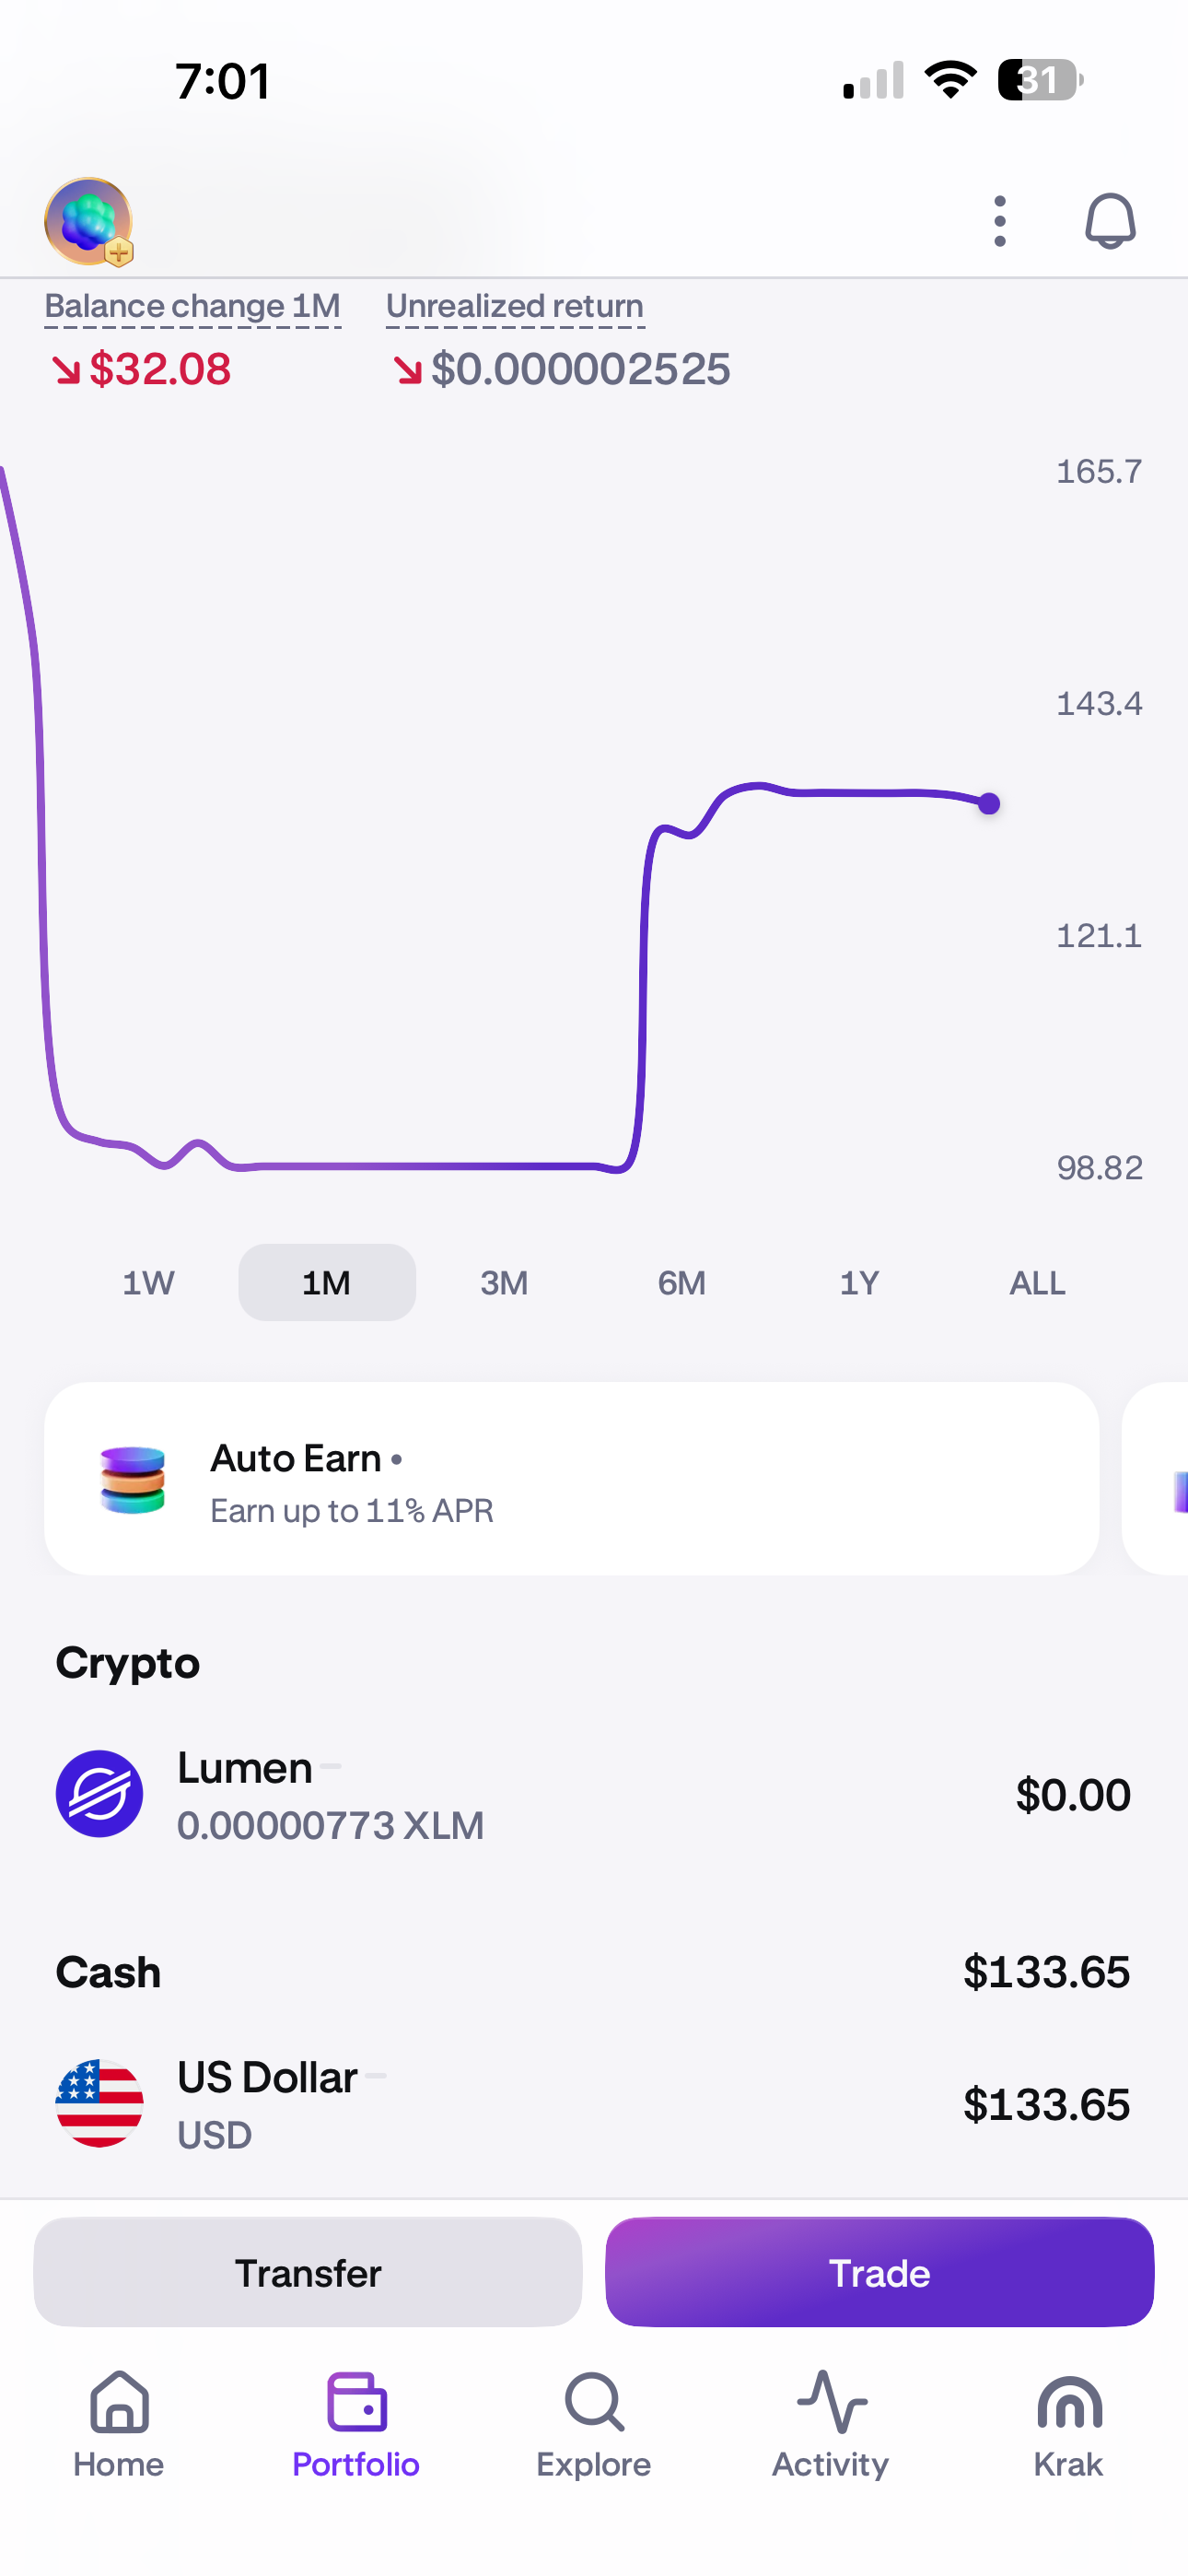 7:01
31
Balance change 1M Unrealized return
$32.08 $0.000002525
165.7
143.4
121.1
98.82
1W 1M 3M 6M 1Y ALL
Auto Earn •
Earn up to 11% APR
Crypto
Lumen
0.00000773 XLM
$0.00
Cash $133.65
US Dollar
USD
$133.65
Transfer Trade
Home Portfolio Explore Activity Krak